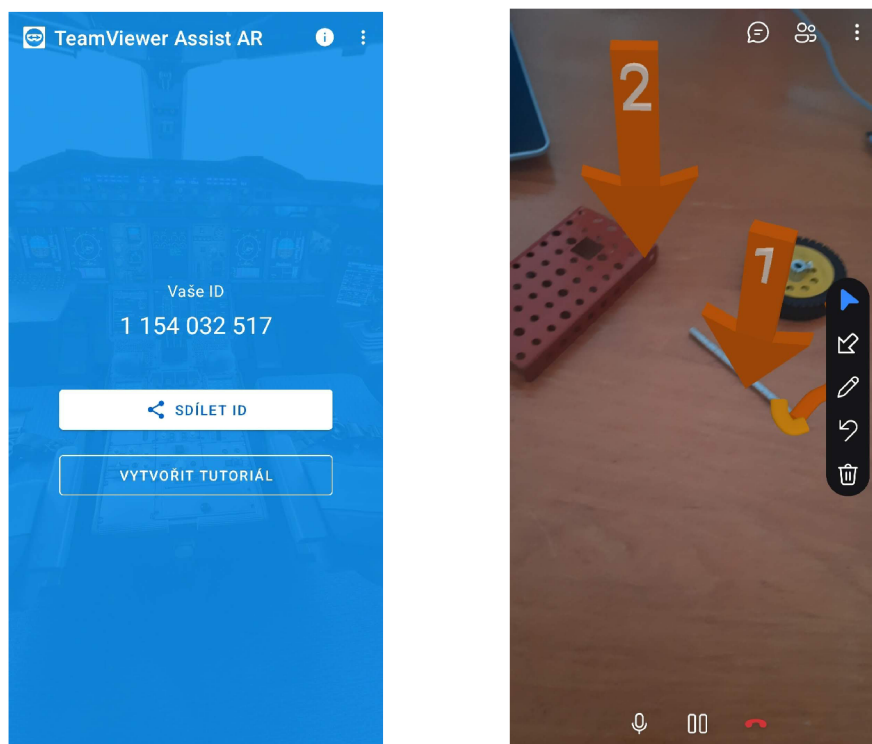 TeamViewer Assist AR
Vaše ID
1 154 032 517
SDÍLET ID
VYTVOŘIT TUTORIÁL
2
1